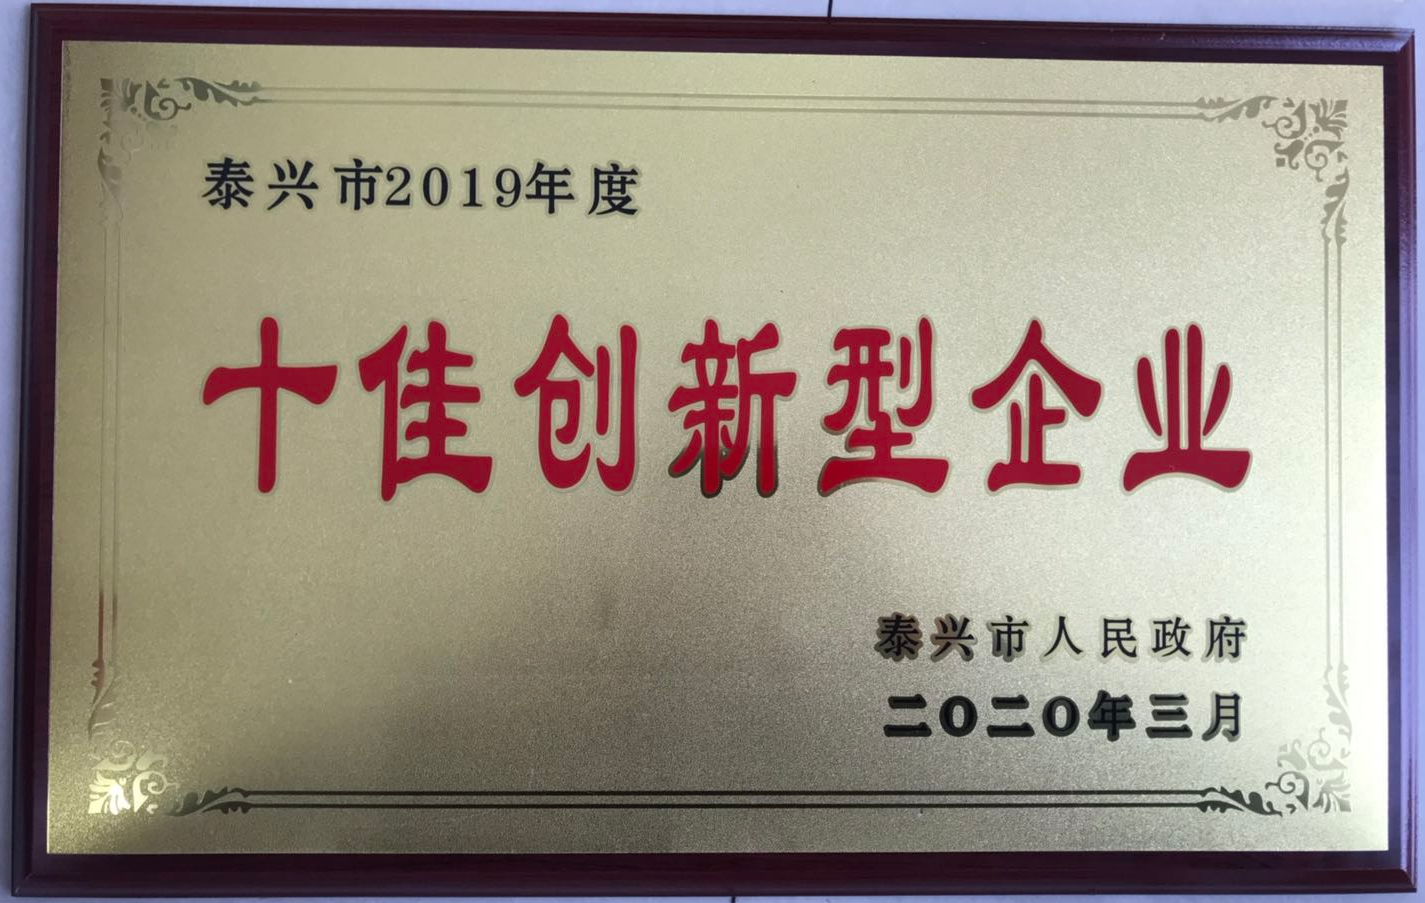 泰兴市2019年度
十佳创新型企业
泰兴市人民政府
二〇二〇年三月